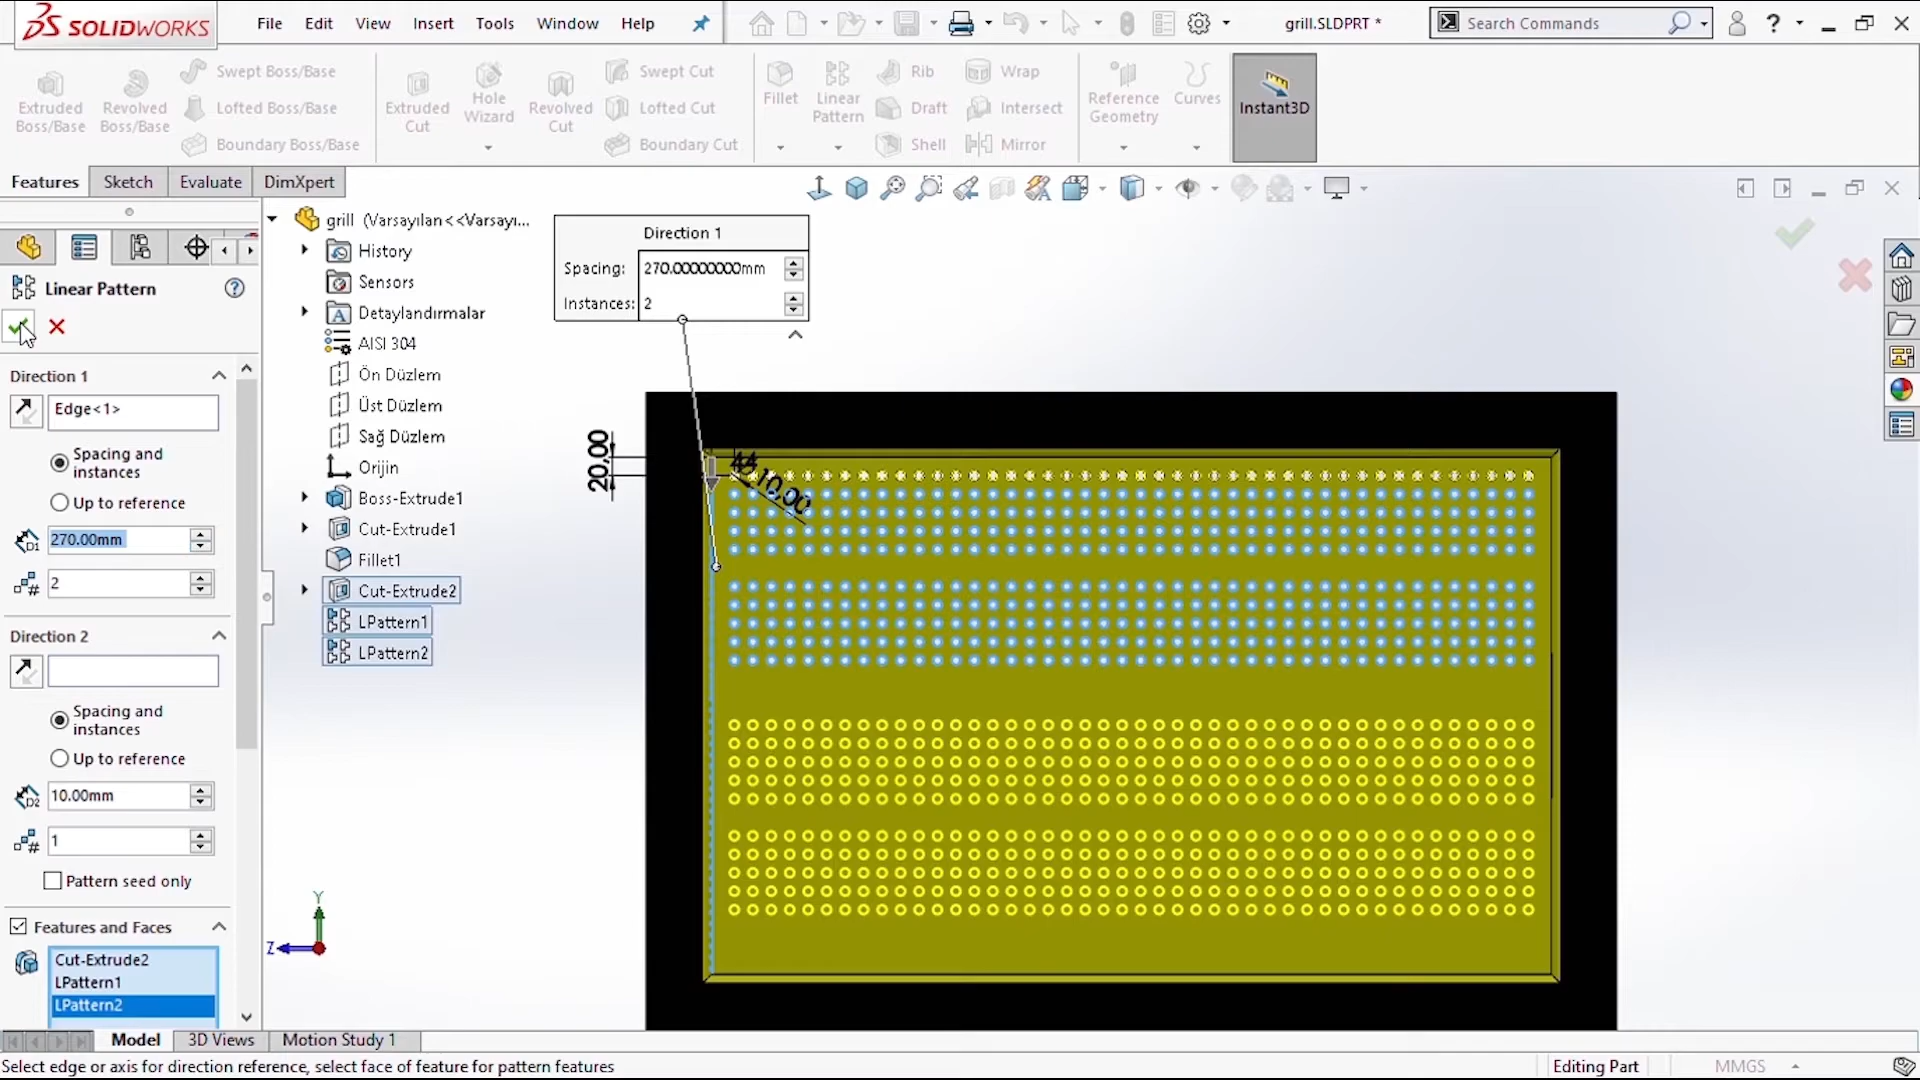 SOLIDWORKS
File Edit View Insert Tools Window Help
grill.SLDPRT *
Search Commands
Extruded Boss/Base
Revolved Boss/Base
Swept Boss/Base
Lofted Boss/Base
Boundary Boss/Base
Extruded Cut
Hole Wizard
Revolved Cut
Swept Cut
Lofted Cut
Boundary Cut
Fillet
Linear Pattern
Rib
Draft
Shell
Wrap
Intersect
Mirror
Reference Geometry
Curves
Instant3D
Features Sketch Evaluate DimXpert
Linear Pattern
Direction 1
Edge<1>
Spacing and
instances
Up to reference
D1 270.00mm
# 2
Direction 2
Spacing and
instances
Up to reference
D2 10.00mm
# 1
Pattern seed only
Features and Faces
Cut-Extrude2
LPattern1
LPattern2
grill (Varsayılan<<Varsayı...
History
Sensors
Detaylandırmalar
AISI 304
Ön Düzlem
Üst Düzlem
Sağ Düzlem
Orijin
Boss-Extrude1
Cut-Extrude1
Fillet1
Cut-Extrude2
LPattern1
LPattern2
Direction 1
Spacing: 270.00000000mm
Instances: 2
20,00
10,00
Y
Z
Model 3D Views Motion Study 1
Select edge or axis for direction reference, select face of feature for pattern features
Editing Part
MMGS